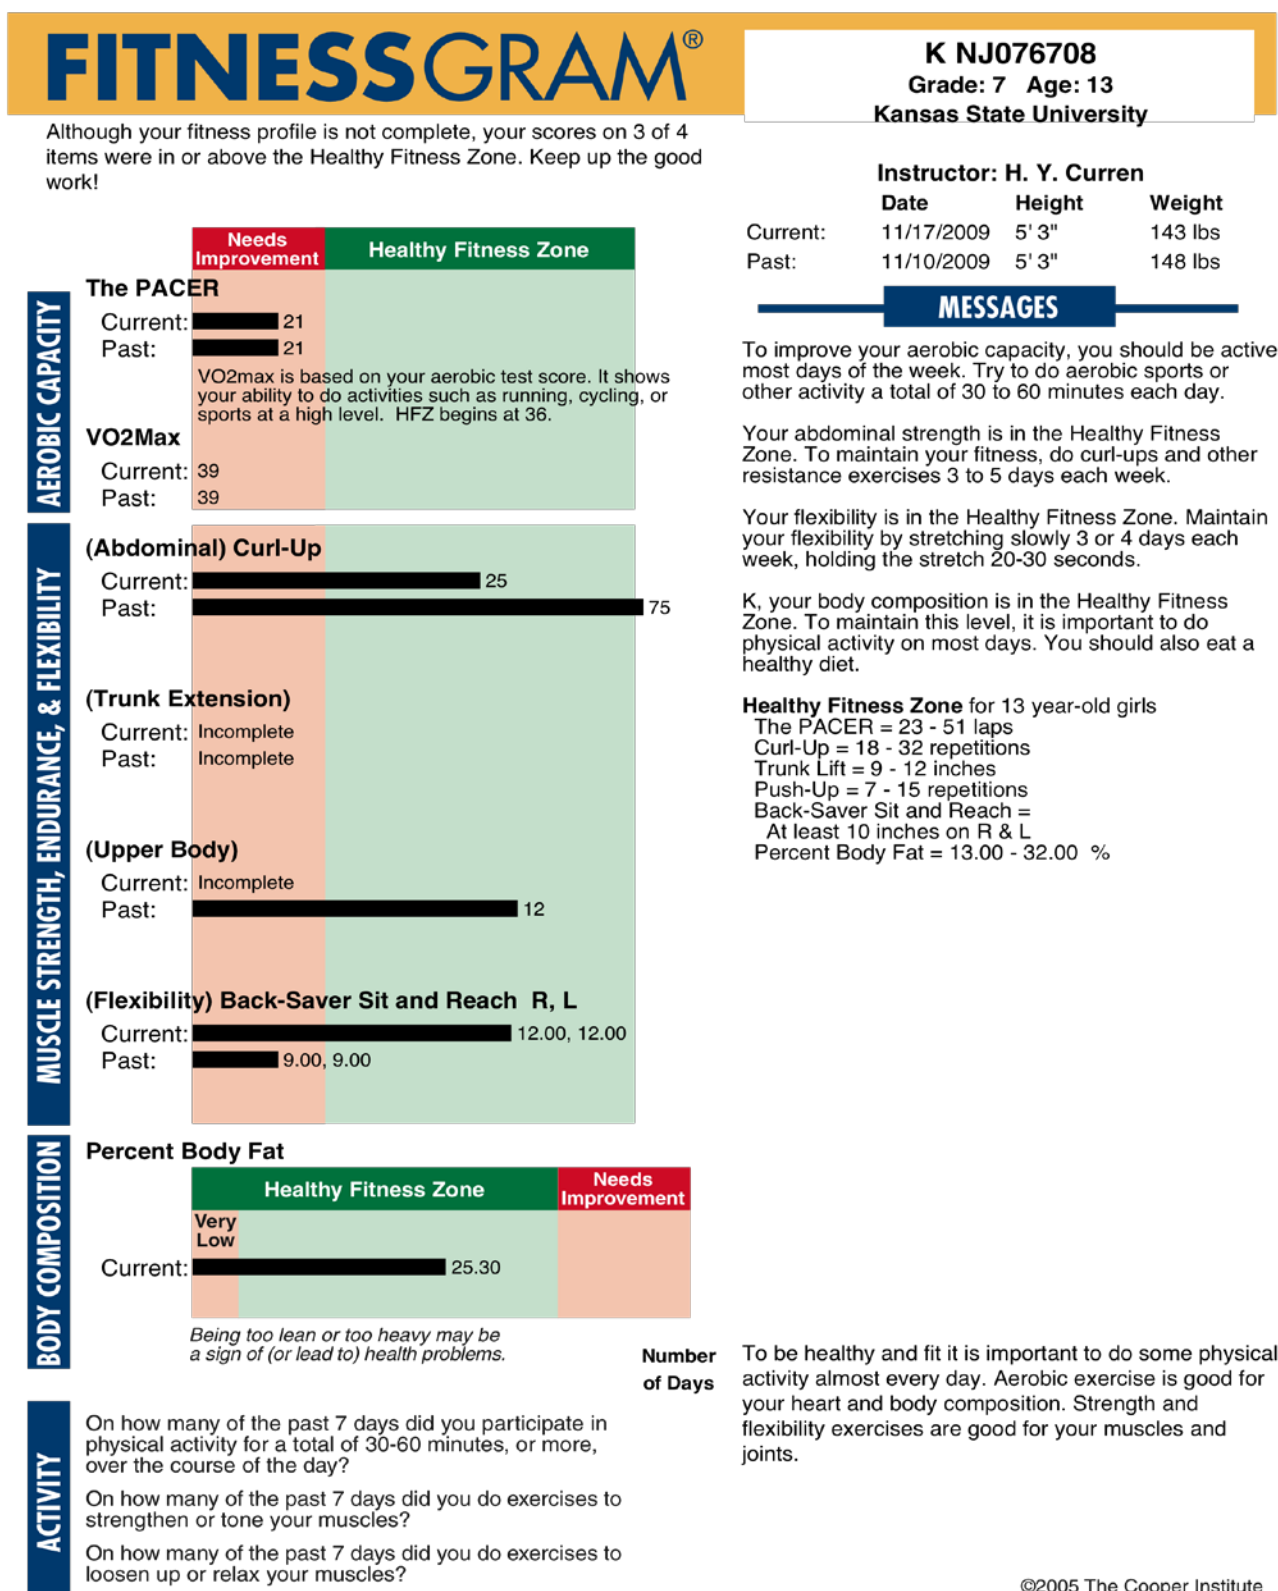 FITNESSGRAM®
K NJ076708
Grade: 7 Age: 13
Kansas State University
Although your fitness profile is not complete, your scores on 3 of 4
items were in or above the Healthy Fitness Zone. Keep up the good
work!
Instructor: H. Y. Curren
Date Height Weight
Current: 11/17/2009 5' 3" 143 lbs
Past: 11/10/2009 5' 3" 148 lbs
Needs
Improvement
Healthy Fitness Zone
AEROBIC CAPACITY
The PACER
Current: 21
Past: 21
VO2max is based on your aerobic test score. It shows
your ability to do activities such as running, cycling, or
sports at a high level. HFZ begins at 36.
VO2Max
Current: 39
Past: 39
MUSCLE STRENGTH, ENDURANCE, & FLEXIBILITY
(Abdominal) Curl-Up
Current: 25
Past: 75
(Trunk Extension)
Current: Incomplete
Past: Incomplete
(Upper Body)
Current: Incomplete
Past: 12
(Flexibility) Back-Saver Sit and Reach R, L
Current: 12.00, 12.00
Past: 9.00, 9.00
BODY COMPOSITION
Percent Body Fat
Healthy Fitness Zone
Needs
Improvement
Very
Low
Current: 25.30
Being too lean or too heavy may be
a sign of (or lead to) health problems.
MESSAGES
To improve your aerobic capacity, you should be active
most days of the week. Try to do aerobic sports or
other activity a total of 30 to 60 minutes each day.
Your abdominal strength is in the Healthy Fitness
Zone. To maintain your fitness, do curl-ups and other
resistance exercises 3 to 5 days each week.
Your flexibility is in the Healthy Fitness Zone. Maintain
your flexibility by stretching slowly 3 or 4 days each
week, holding the stretch 20-30 seconds.
K, your body composition is in the Healthy Fitness
Zone. To maintain this level, it is important to do
physical activity on most days. You should also eat a
healthy diet.
Healthy Fitness Zone for 13 year-old girls
The PACER = 23 - 51 laps
Curl-Up = 18 - 32 repetitions
Trunk Lift = 9 - 12 inches
Push-Up = 7 - 15 repetitions
Back-Saver Sit and Reach =
At least 10 inches on R & L
Percent Body Fat = 13.00 - 32.00 %
Number
of Days
ACTIVITY
On how many of the past 7 days did you participate in
physical activity for a total of 30-60 minutes, or more,
over the course of the day?
On how many of the past 7 days did you do exercises to
strengthen or tone your muscles?
On how many of the past 7 days did you do exercises to
loosen up or relax your muscles?
To be healthy and fit it is important to do some physical
activity almost every day. Aerobic exercise is good for
your heart and body composition. Strength and
flexibility exercises are good for your muscles and
joints.
©2005 The Cooper Institute